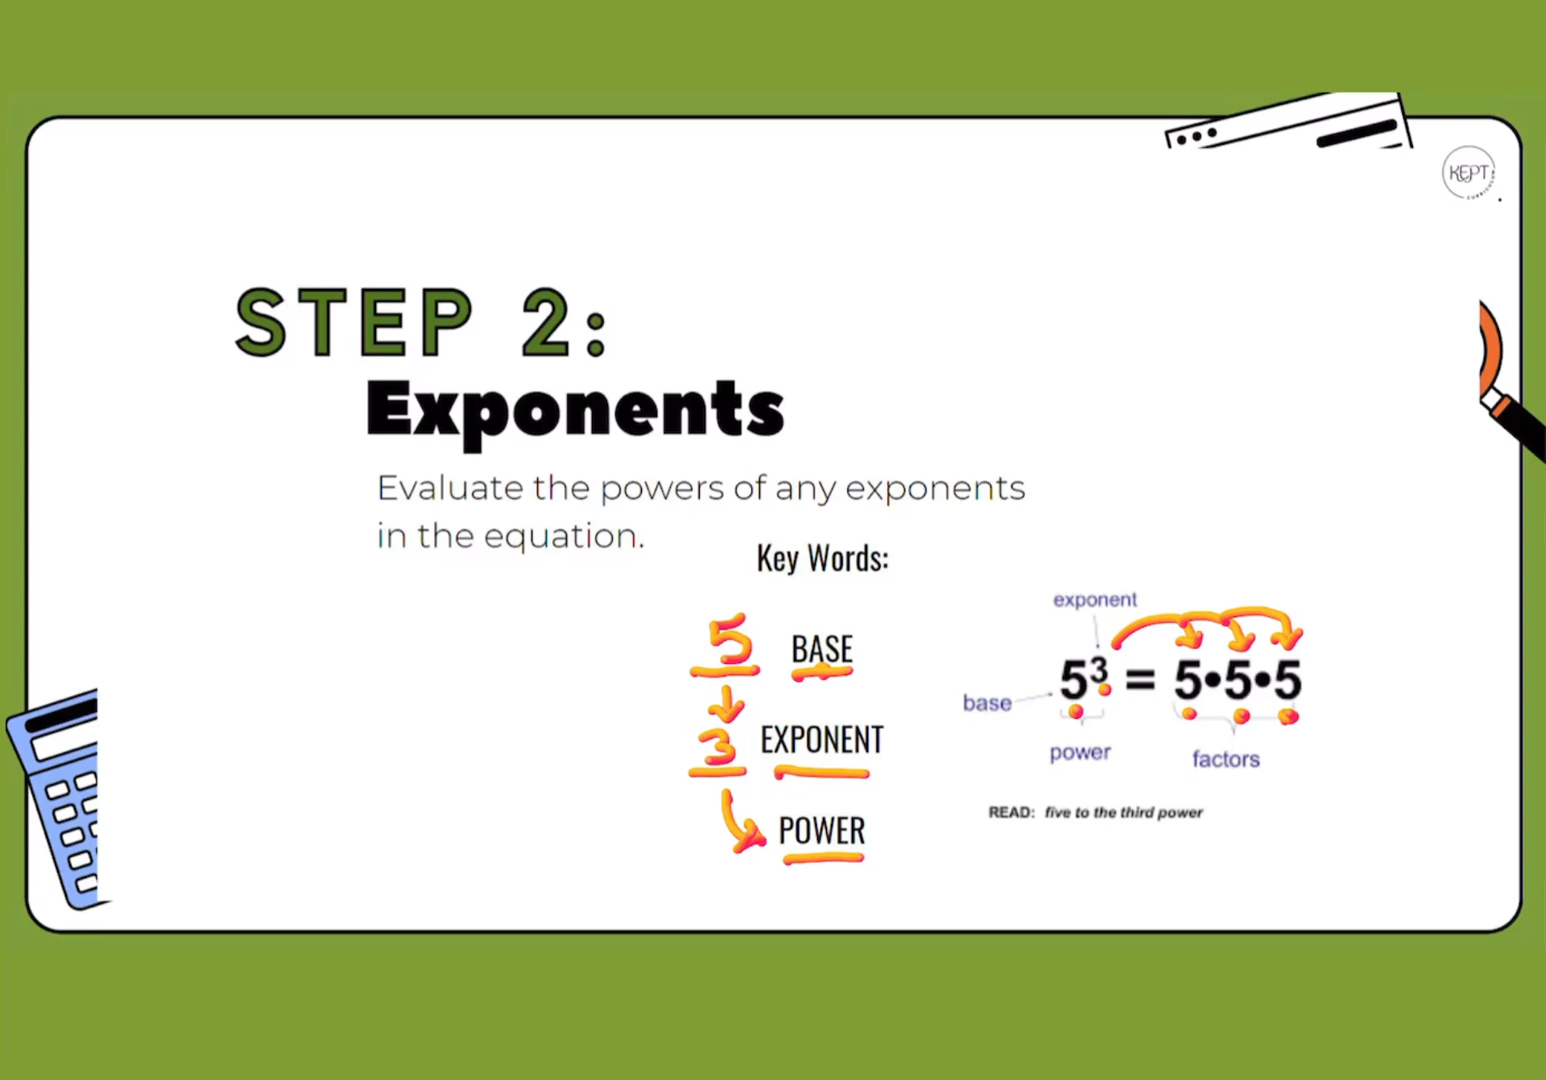 KEPT
STEP 2:
Exponents
Evaluate the powers of any exponents
in the equation.
Key Words:
5 BASE
3 EXPONENT
POWER
exponent
5³ = 5•5•5
base
power
factors
READ: five to the third power